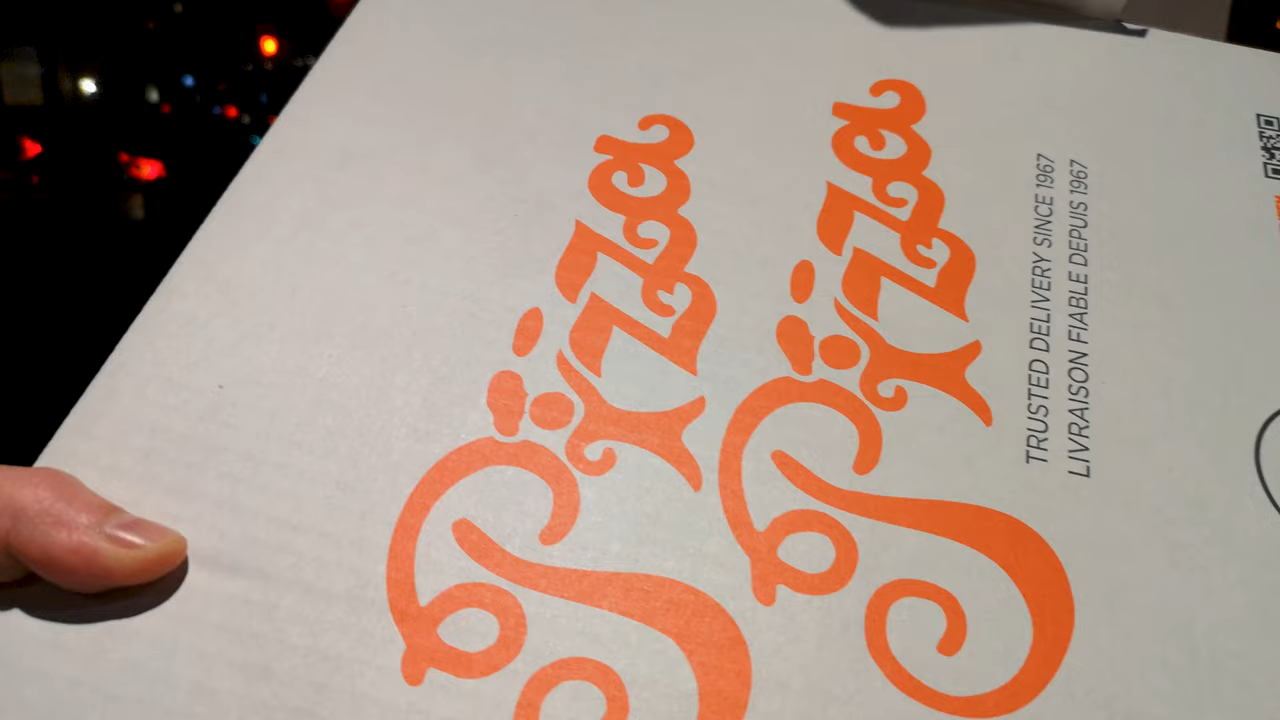 Pizza
Pizza
TRUSTED DELIVERY SINCE 1967
LIVRAISON FIABLE DEPUIS 1967